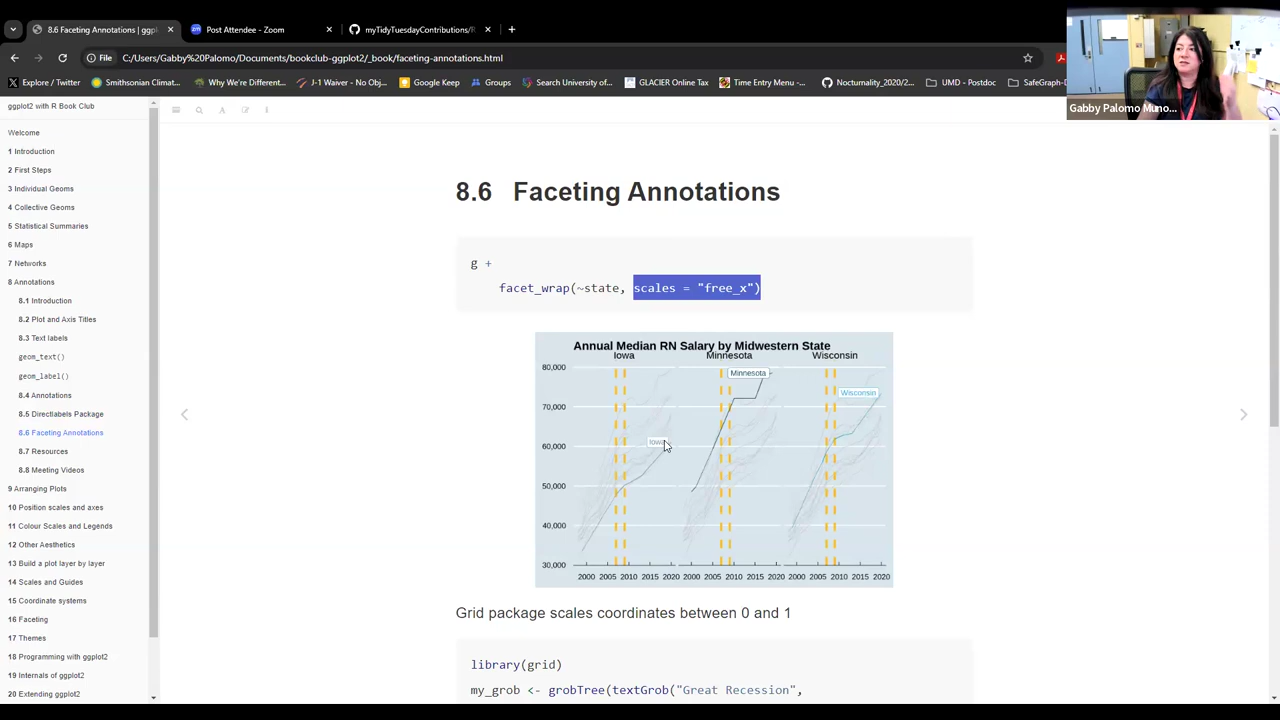 8.6 Faceting Annotations | ggpl
Post Attendee - Zoom
myTidyTuesdayContributions/R
File
C:/Users/Gabby%20Palomo/Documents/bookclub-ggplot2/_book/faceting-annotations.html
Explore / Twitter
Smithsonian Climat...
Why We're Different...
J-1 Waiver - No Obj...
Google Keep
Groups
Search University of...
GLACIER Online Tax
Time Entry Menu -...
Nocturnality_2020/2...
UMD - Postdoc
SafeGraph-D
Gabby Palomo Muno...
ggplot2 with R Book Club
Welcome
1 Introduction
2 First Steps
3 Individual Geoms
4 Collective Geoms
5 Statistical Summaries
6 Maps
7 Networks
8 Annotations
8.1 Introduction
8.2 Plot and Axis Titles
8.3 Text labels
geom_text()
geom_label()
8.4 Annotations
8.5 Directlabels Package
8.6 Faceting Annotations
8.7 Resources
8.8 Meeting Videos
9 Arranging Plots
10 Position scales and axes
11 Colour Scales and Legends
12 Other Aesthetics
13 Build a plot layer by layer
14 Scales and Guides
15 Coordinate systems
16 Faceting
17 Themes
18 Programming with ggplot2
19 Internals of ggplot2
20 Extending ggplot2
8.6 Faceting Annotations
g +
facet_wrap(~state, scales = "free_x")
Annual Median RN Salary by Midwestern State
Iowa Minnesota Wisconsin
80,000
70,000
60,000
50,000
40,000
30,000
Minnesota
Wisconsin
Iowa
2000 2005 2010 2015 2020 2000 2005 2010 2015 2020 2000 2005 2010 2015 2020
Grid package scales coordinates between 0 and 1
library(grid)
my_grob <- grobTree(textGrob("Great Recession",